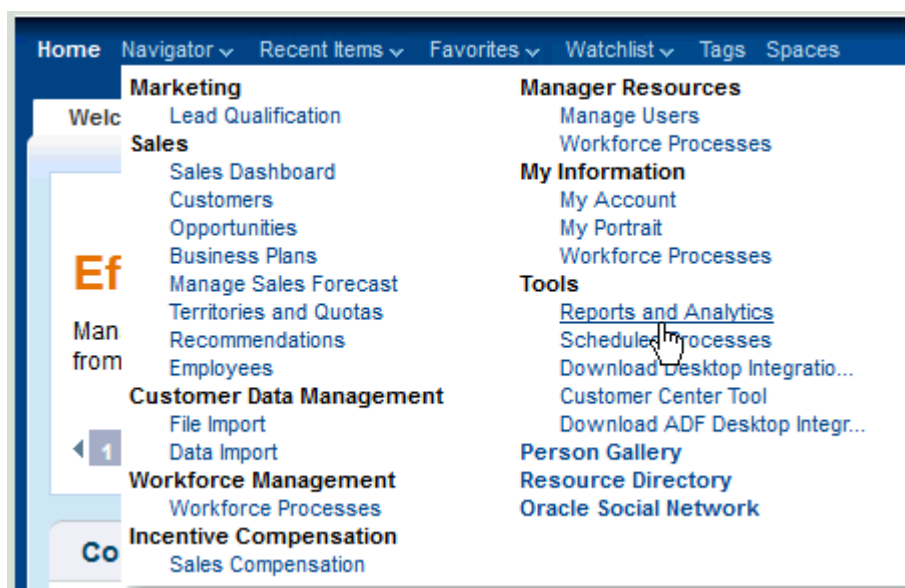 Home Navigator Recent Items Favorites Watchlist Tags Spaces
Welc
Ef
Man
from
1
Co
Marketing
Lead Qualification
Sales
Sales Dashboard
Customers
Opportunities
Business Plans
Manage Sales Forecast
Territories and Quotas
Recommendations
Employees
Customer Data Management
File Import
Data Import
Workforce Management
Workforce Processes
Incentive Compensation
Sales Compensation
Manager Resources
Manage Users
Workforce Processes
My Information
My Account
My Portrait
Workforce Processes
Tools
Reports and Analytics
Scheduled Processes
Download Desktop Integratio...
Customer Center Tool
Download ADF Desktop Integr...
Person Gallery
Resource Directory
Oracle Social Network